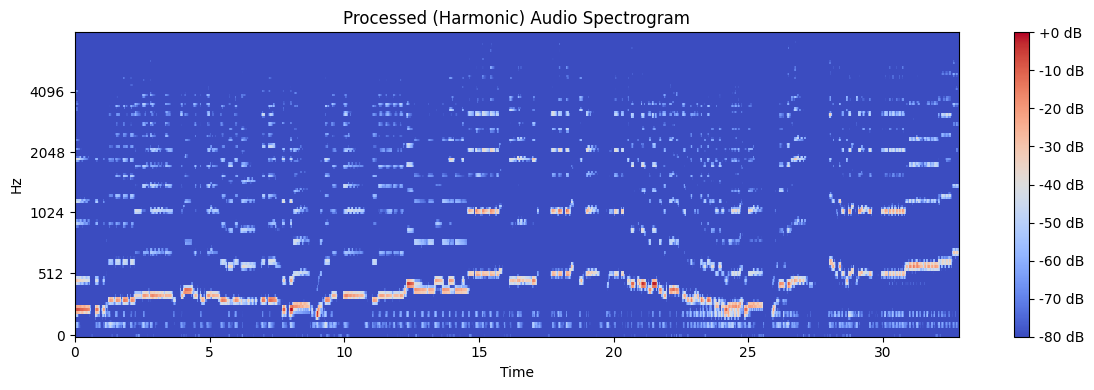 Processed (Harmonic) Audio Spectrogram
Hz
4096
2048
1024
512
0
0 5 10 15 20 25 30
Time
+0 dB
-10 dB
-20 dB
-30 dB
-40 dB
-50 dB
-60 dB
-70 dB
-80 dB